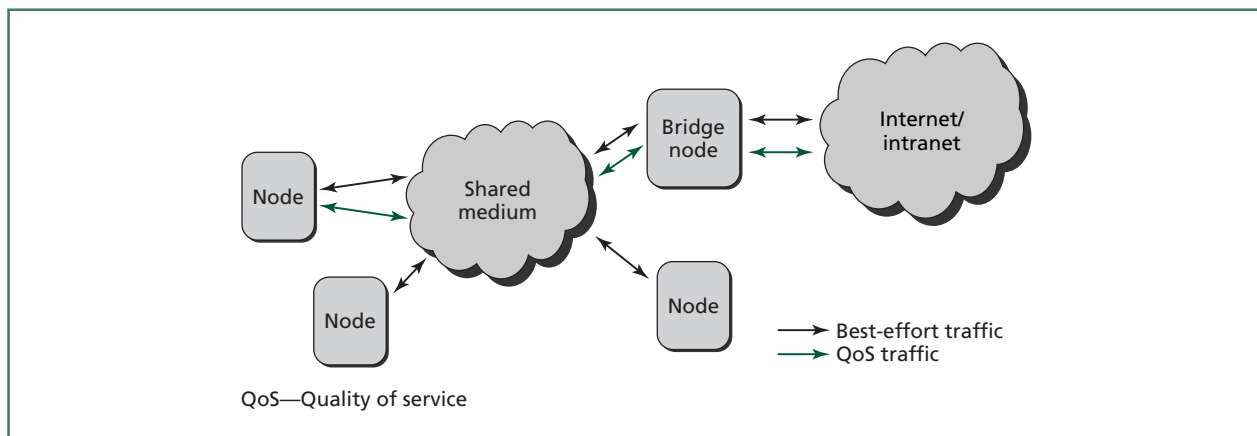 Node
Shared
medium
Bridge
node
Internet/
intranet
Node
Node
Best-effort traffic
QoS traffic
QoS—Quality of service